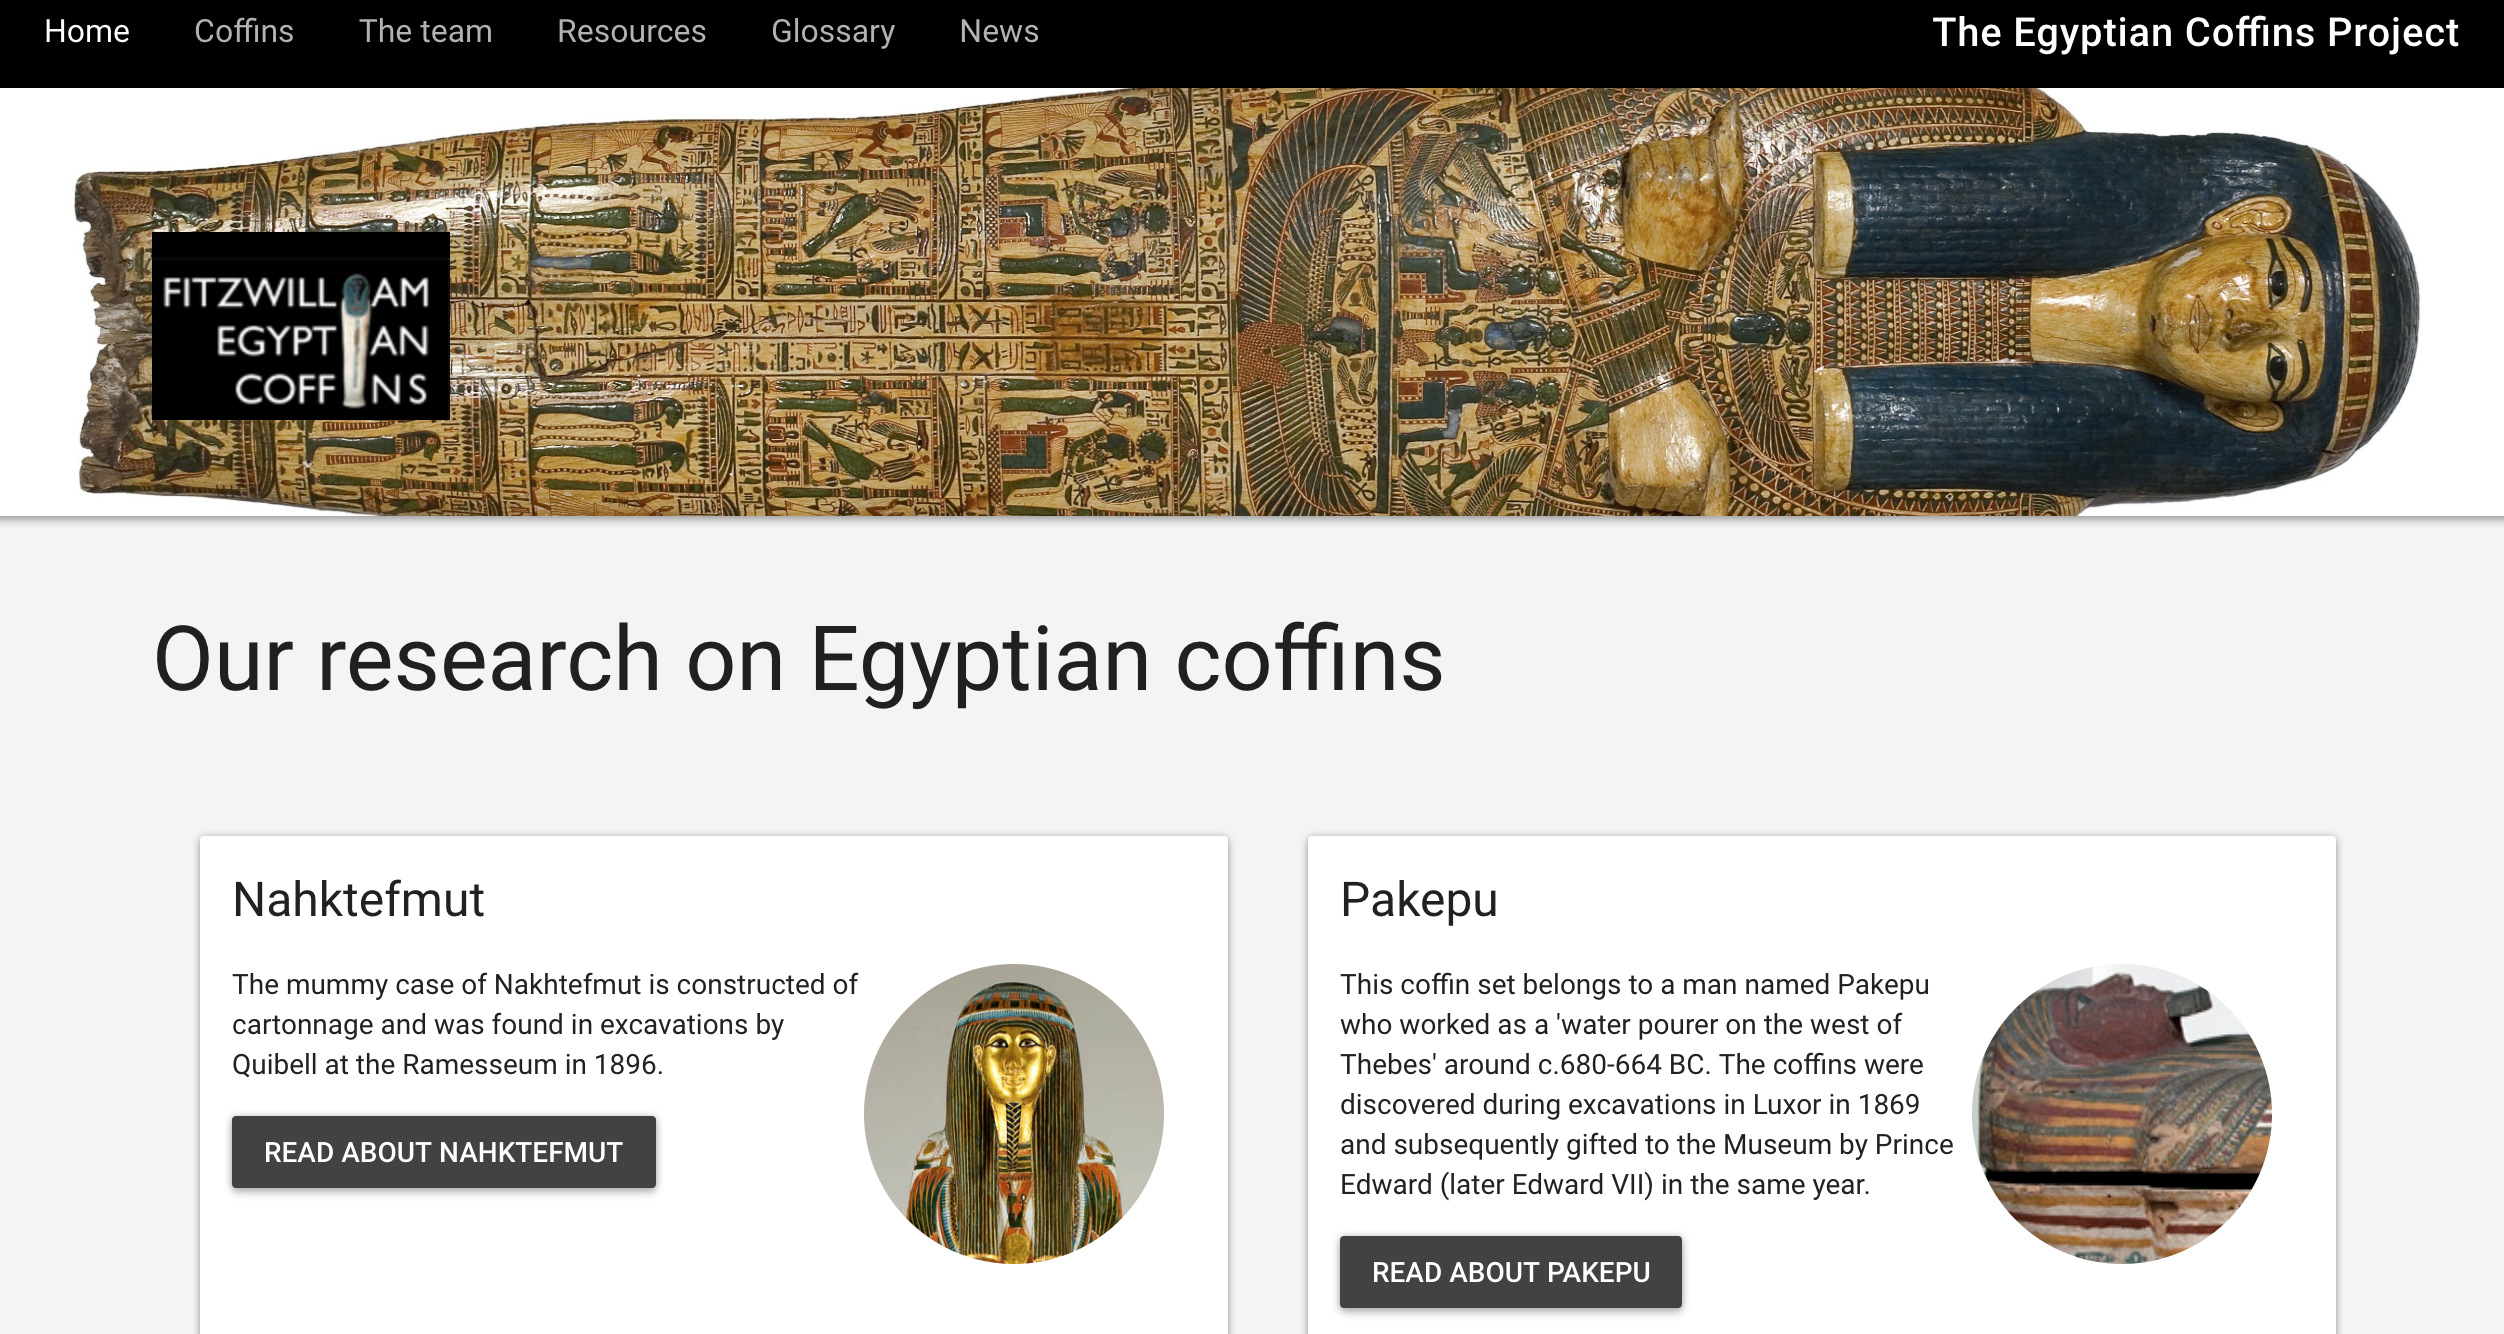 Home Coffins The team Resources Glossary News The Egyptian Coffins Project
FITZWILLIAM
EGYPTIAN
COFFINS
Our research on Egyptian coffins
Nahktefmut
The mummy case of Nakhtefmut is constructed of
cartonnage and was found in excavations by
Quibell at the Ramesseum in 1896.
READ ABOUT NAHKTEFMUT
Pakepu
This coffin set belongs to a man named Pakepu
who worked as a 'water pourer on the west of
Thebes' around c.680-664 BC. The coffins were
discovered during excavations in Luxor in 1869
and subsequently gifted to the Museum by Prince
Edward (later Edward VII) in the same year.
READ ABOUT PAKEPU